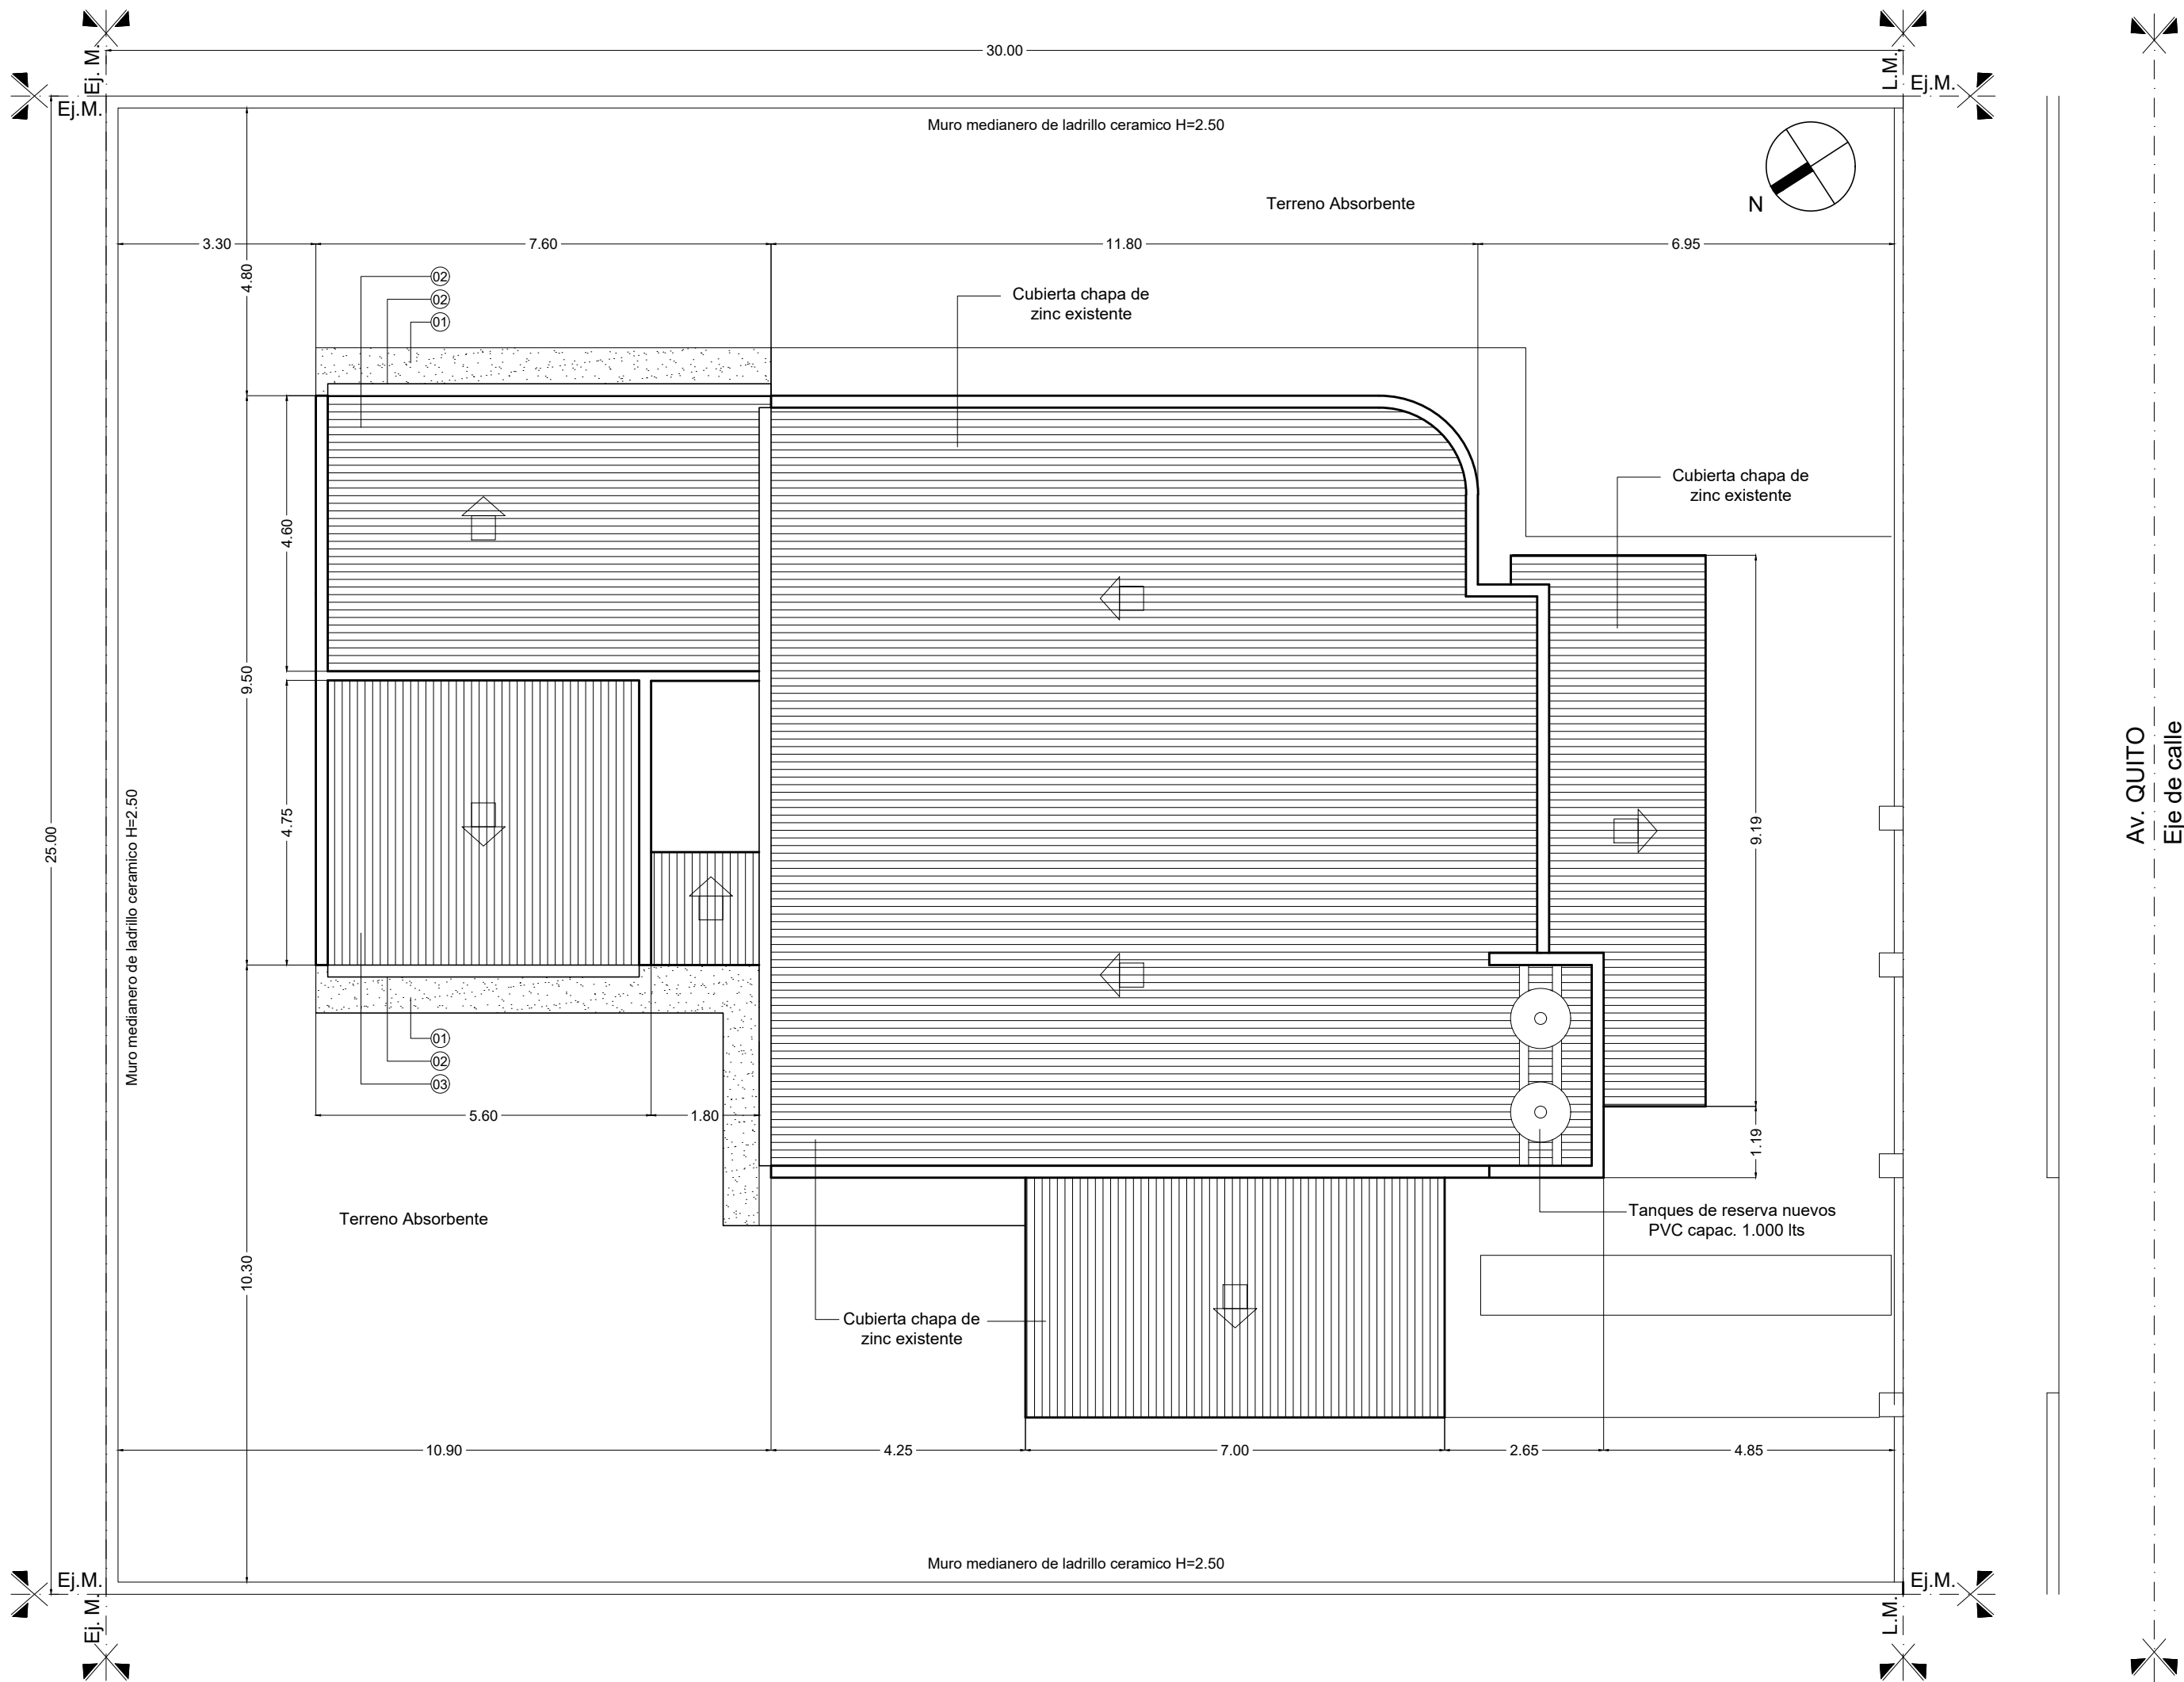 Ej. M.
30.00
L.M.
Ej.M.
Ej.M.
Muro medianero de ladrillo ceramico H=2.50
Terreno Absorbente
N
3.30
7.60
11.80
6.95
4.80
02
02
01
Cubierta chapa de
zinc existente
Cubierta chapa de
zinc existente
4.60
9.50
4.75
25.00
Muro medianero de ladrillo ceramico H=2.50
9.19
Av. QUITO
Eje de calle
01
02
03
5.60
1.80
1.19
Terreno Absorbente
Tanques de reserva nuevos
PVC capac. 1.000 lts
10.30
Cubierta chapa de
zinc existente
10.90
4.25
7.00
2.65
4.85
Muro medianero de ladrillo ceramico H=2.50
Ej.M.
Ej.M.
Ej. M.
L.M.